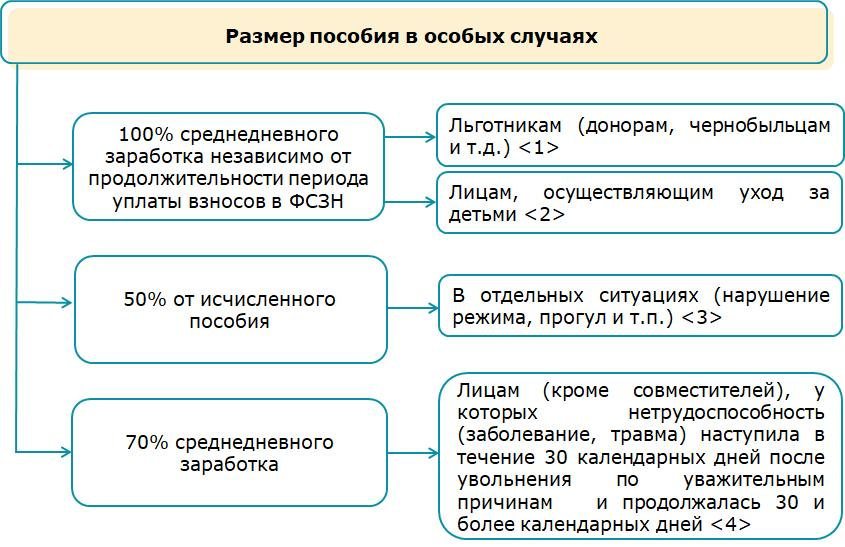 Размер пособия в особых случаях
100% среднедневного
заработка независимо от
продолжительности периода
уплаты взносов в ФСЗН
Льготникам (донорам, чернобыльцам
и т.д.) <1>
Лицам, осуществляющим уход за
детьми <2>
50% от исчисленного
пособия
В отдельных ситуациях (нарушение
режима, прогул и т.п.) <3>
70% среднедневного
заработка
Лицам (кроме совместителей), у
которых нетрудоспособность
(заболевание, травма) наступила в
течение 30 календарных дней после
увольнения по уважительным
причинам и продолжалась 30 и
более календарных дней <4>